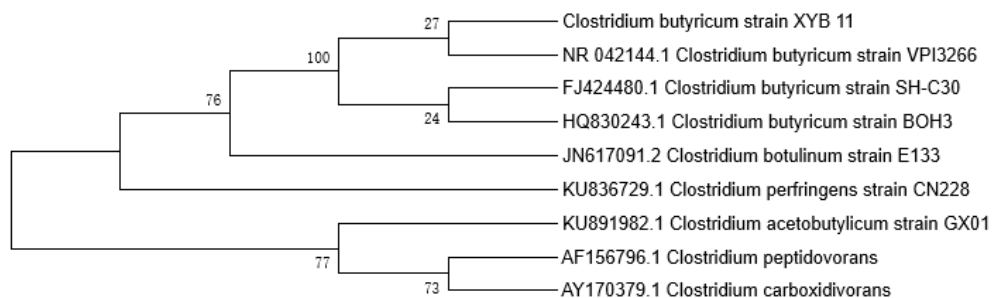 27
Clostridium butyricum strain XYB 11
NR 042144.1 Clostridium butyricum strain VPI3266
100
FJ424480.1 Clostridium butyricum strain SH-C30
76
24
HQ830243.1 Clostridium butyricum strain BOH3
JN617091.2 Clostridium botulinum strain E133
KU836729.1 Clostridium perfringens strain CN228
KU891982.1 Clostridium acetobutylicum strain GX01
77
AF156796.1 Clostridium peptidovorans
73
AY170379.1 Clostridium carboxidivorans